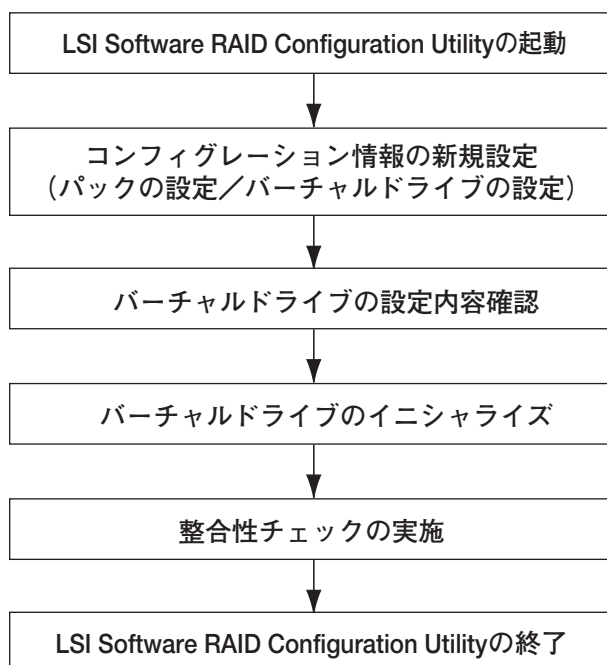 LSI Software RAID Configuration Utilityの起動
コンフィグレーション情報の新規設定
（パックの設定／バーチャルドライブの設定）
バーチャルドライブの設定内容確認
バーチャルドライブのイニシャライズ
整合性チェックの実施
LSI Software RAID Configuration Utilityの終了